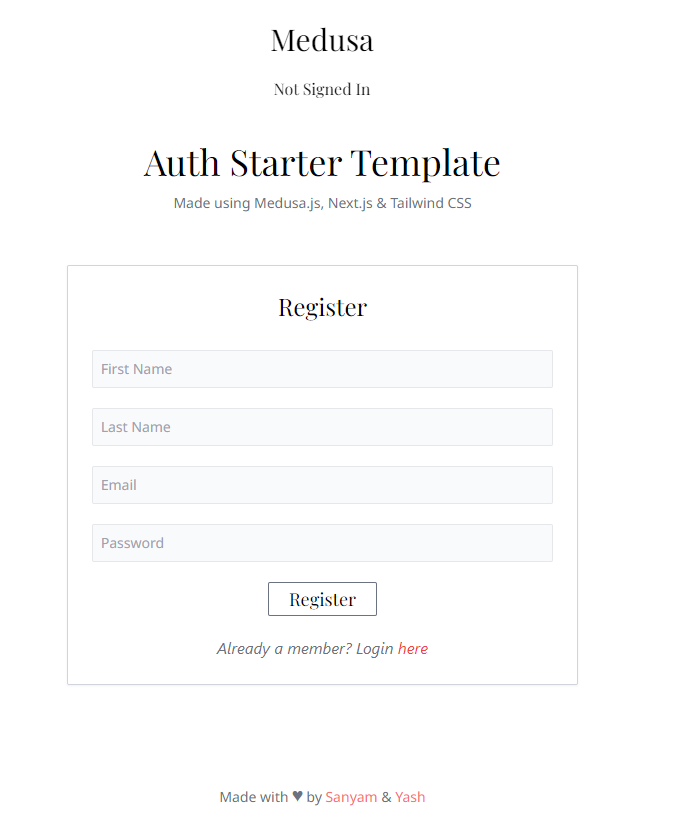 Medusa
Not Signed In
Auth Starter Template
Made using Medusa.js, Next.js & Tailwind CSS
Register
First Name
Last Name
Email
Password
Register
Already a member? Login here
Made with ♥ by Sanyam & Yash